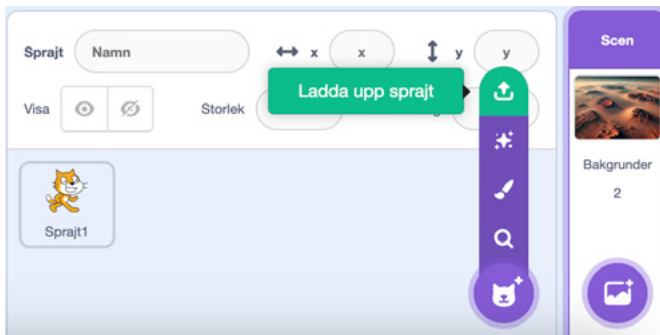 Sprajt Namn x x y y
Scen
Ladda upp sprajt
Visa Storlek
Bakgrunder
2
Sprajt1